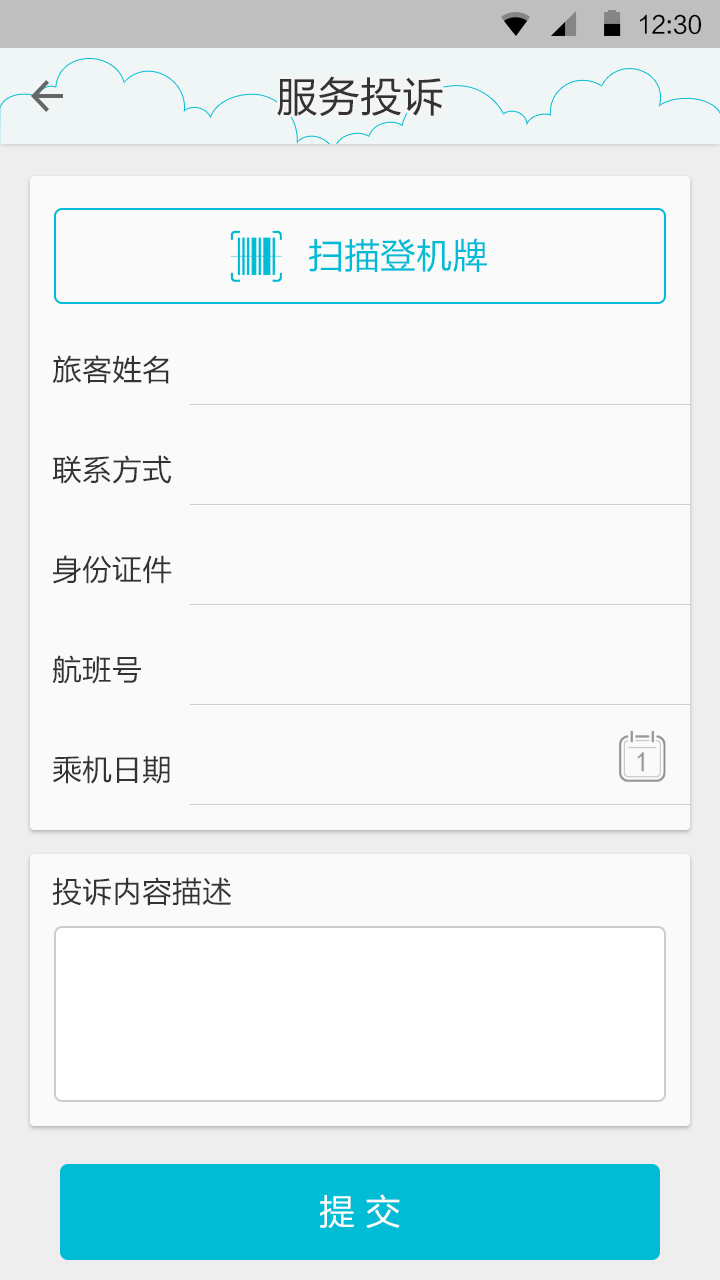 12:30
服务投诉
扫描登机牌
旅客姓名
联系方式
身份证件
航班号
乘机日期
1
投诉内容描述
提交